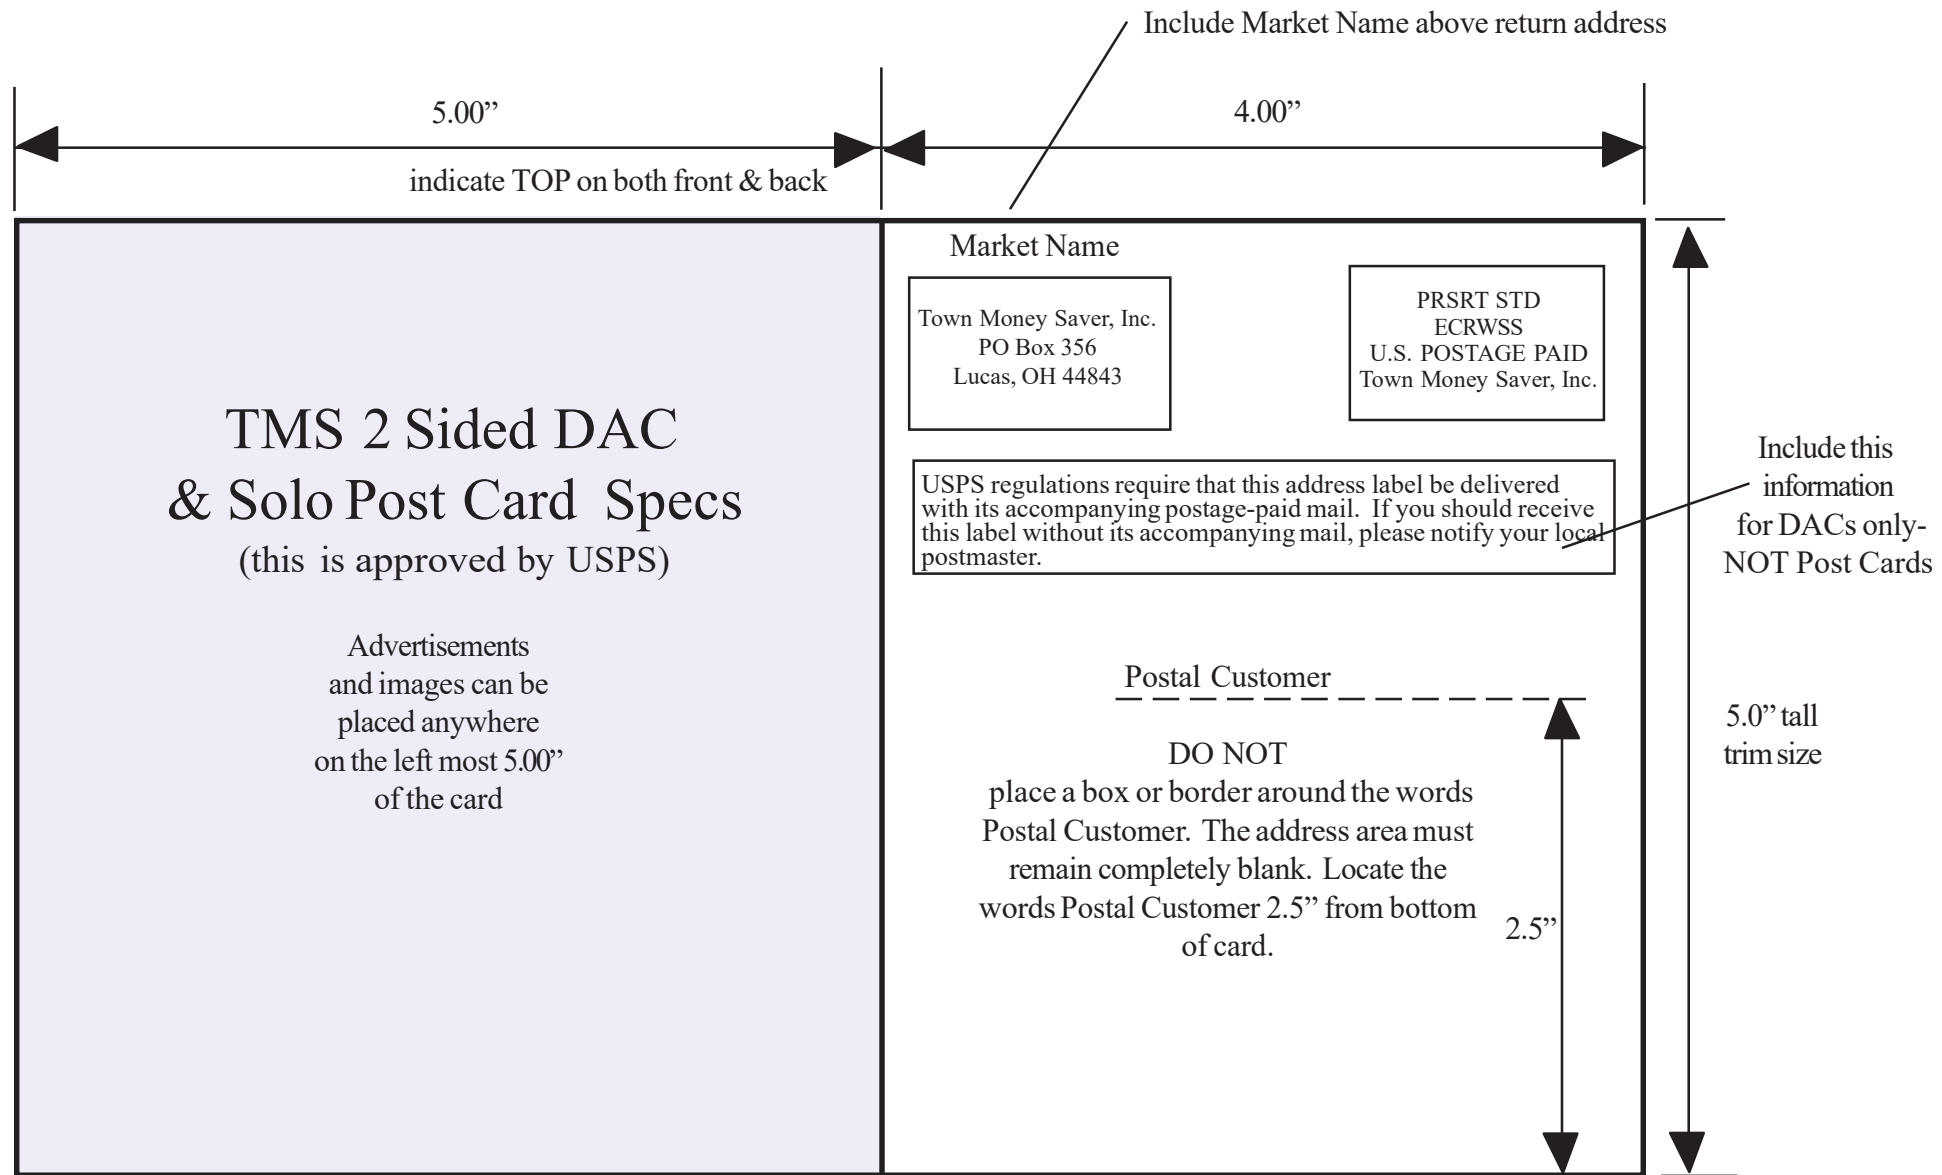 Include Market Name above return address
5.00”
4.00”
indicate TOP on both front & back
TMS 2 Sided DAC
& Solo Post Card Specs
(this is approved by USPS)
Advertisements
and images can be
placed anywhere
on the left most 5.00”
of the card
Market Name
Town Money Saver, Inc.
PO Box 356
Lucas, OH 44843
PRSRT STD
ECRWSS
U.S. POSTAGE PAID
Town Money Saver, Inc.
USPS regulations require that this address label be delivered
with its accompanying postage-paid mail. If you should receive
this label without its accompanying mail, please notify your local
postmaster.
Include this
information
for DACs only-
NOT Post Cards
Postal Customer
DO NOT
place a box or border around the words
Postal Customer. The address area must
remain completely blank. Locate the
words Postal Customer 2.5” from bottom
of card.
2.5”
5.0” tall
trim size